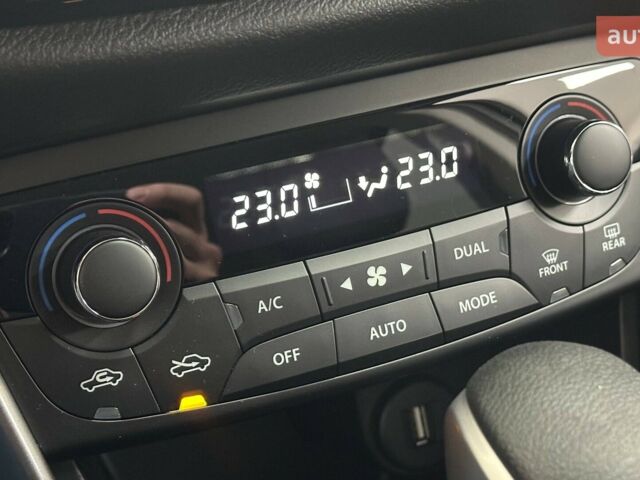 aut
23.0 23.0
A/C
DUAL
FRONT
REAR
OFF
AUTO
MODE